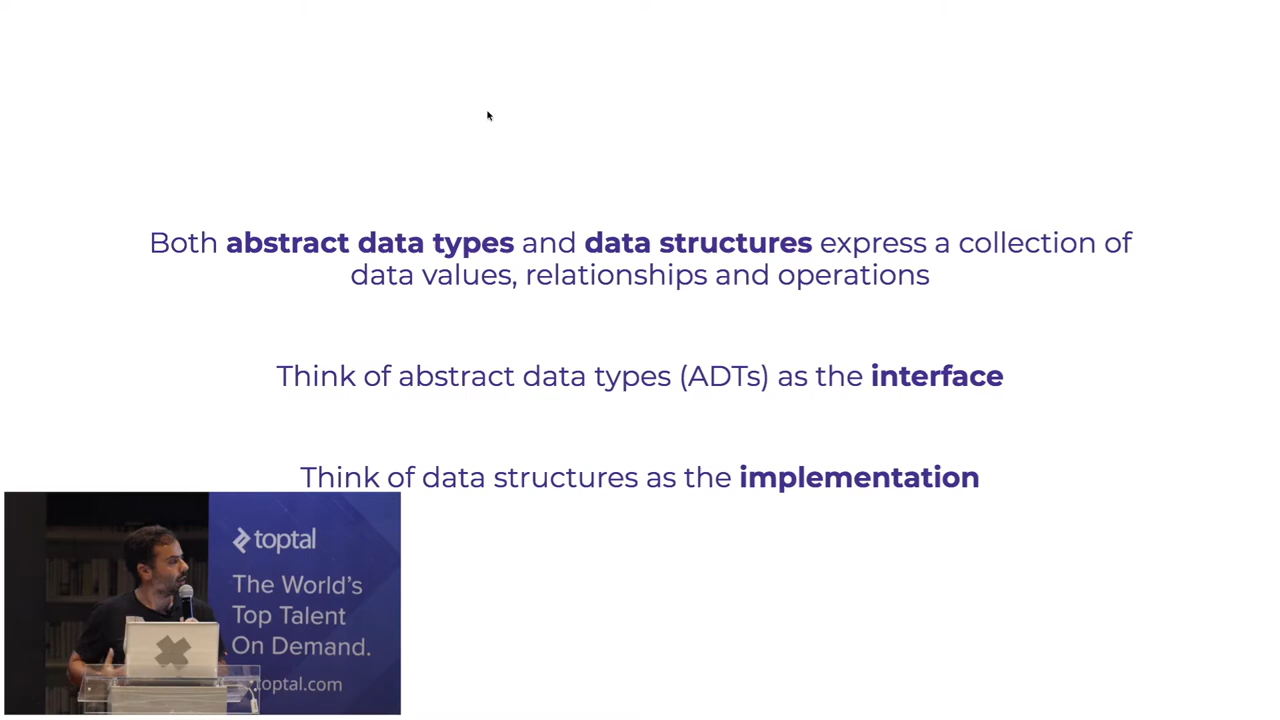 Both abstract data types and data structures express a collection of
data values, relationships and operations
Think of abstract data types (ADTs) as the interface
Think of data structures as the implementation
toptal
The World's
Top Talent
On Demand.
toptal.com